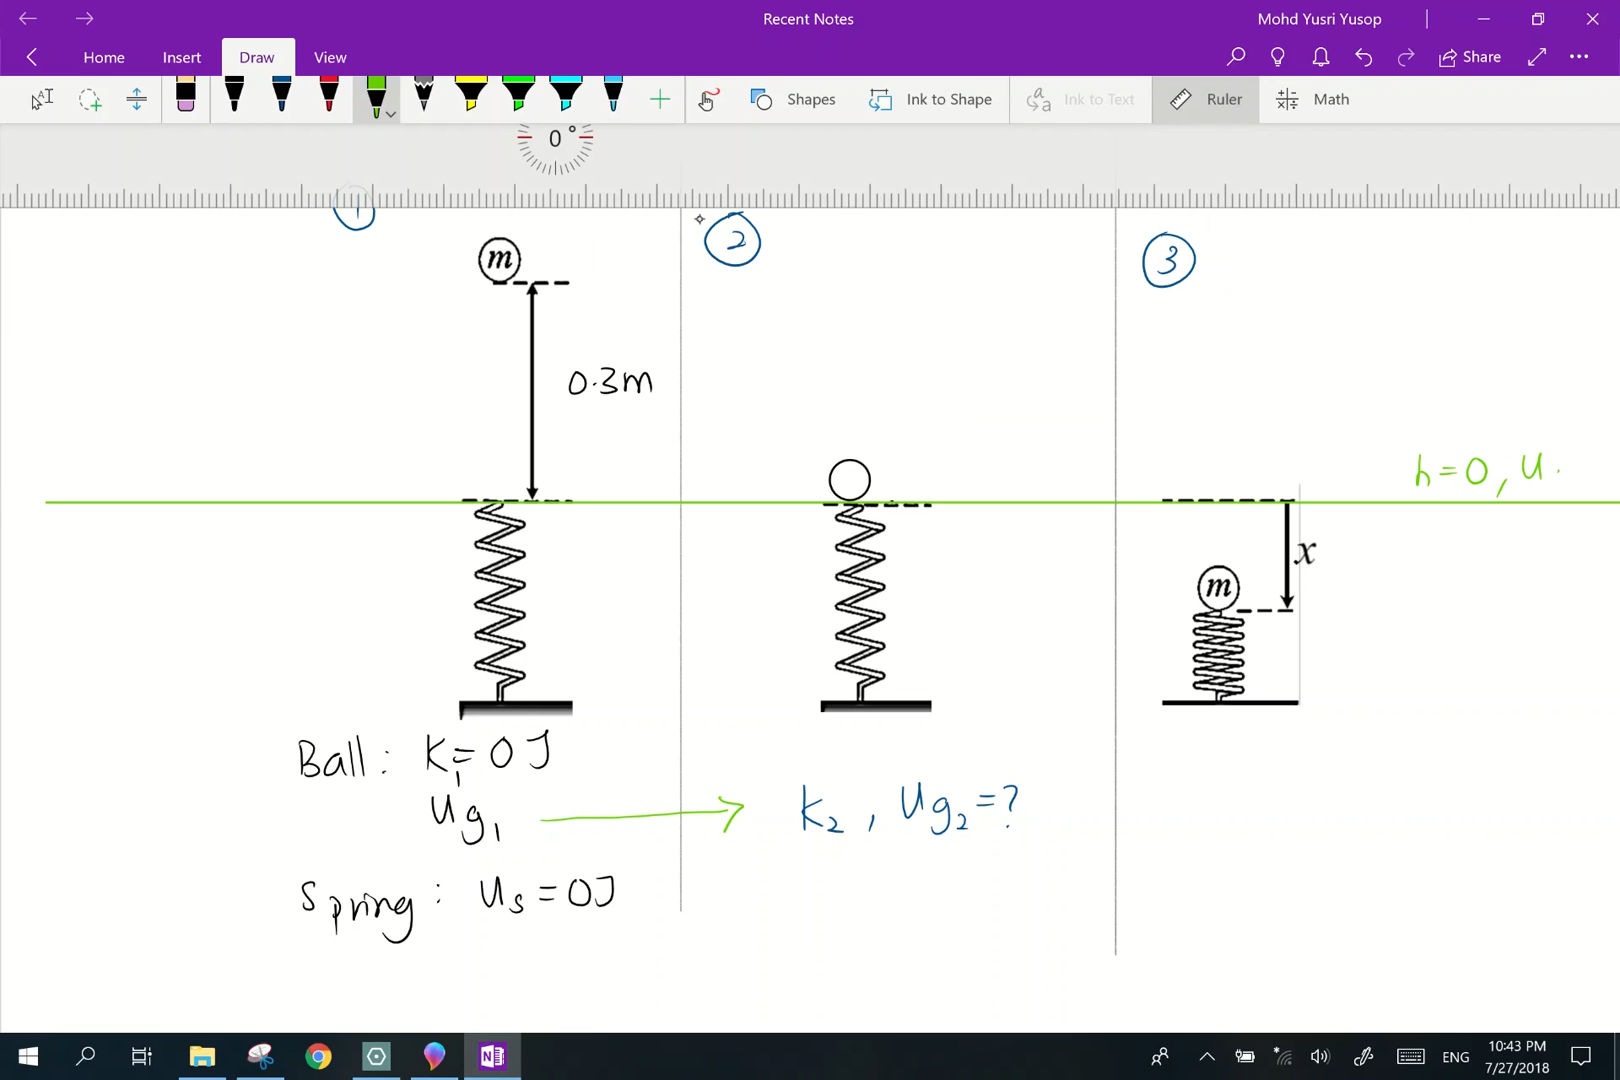 Recent Notes
Mohd Yusri Yusop
Home Insert Draw View
Share
Shapes Ink to Shape Ink to Text Ruler Math
0°
1
2
3
m
0.3m
h=0, U
x
m
Ball: K₁=0J
Ug₁
K₂, Ug₂=?
Spring: Us=0J
ENG
10:43 PM
7/27/2018